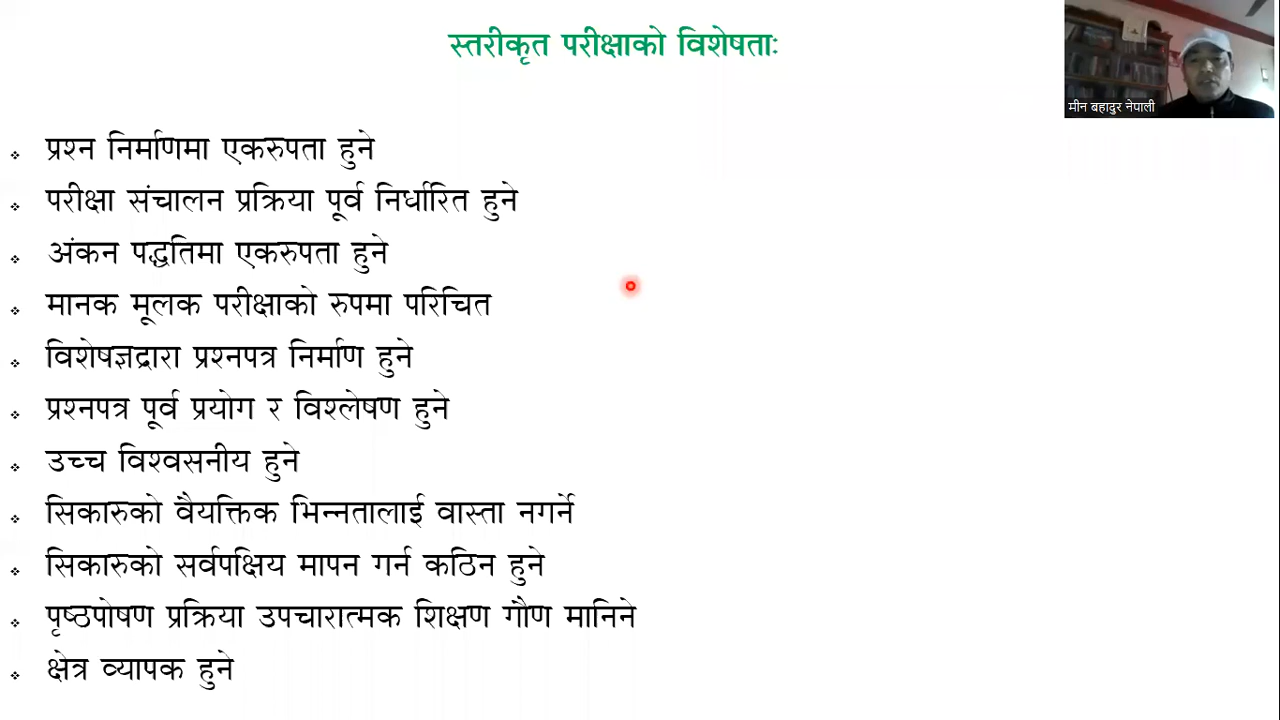 स्तरीकृत परीक्षाको विशेषताः
मीन बहादुर नेपाली
प्रश्न निर्माणमा एकरुपता हुने
परीक्षा संचालन प्रक्रिया पूर्व निर्धारित हुने
अंकन पद्धतिमा एकरुपता हुने
मानक मूलक परीक्षाको रुपमा परिचित
विशेषज्ञद्वारा प्रश्नपत्र निर्माण हुने
प्रश्नपत्र पूर्व प्रयोग र विश्लेषण हुने
उच्च विश्वसनीय हुने
सिकारुको वैयक्तिक भिन्नतालाई वास्ता नगर्ने
सिकारुको सर्वपक्षिय मापन गर्न कठिन हुने
पृष्ठपोषण प्रक्रिया उपचारात्मक शिक्षण गौण मानिने
क्षेत्र व्यापक हुने